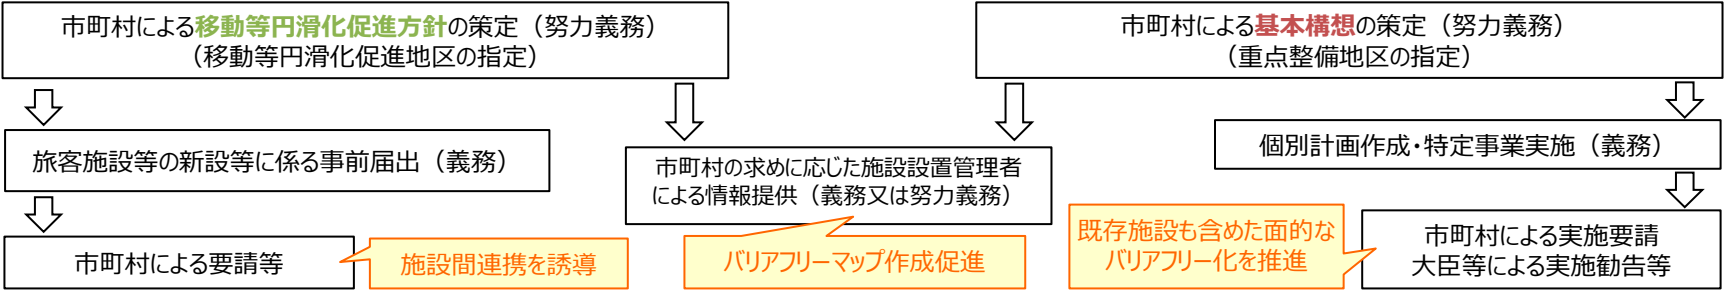 市町村による移動等円滑化促進方針の策定（努力義務）
（移動等円滑化促進地区の指定）
市町村による基本構想の策定（努力義務）
（重点整備地区の指定）
旅客施設等の新設等に係る事前届出（義務）
市町村の求めに応じた施設設置管理者
による情報提供（義務又は努力義務）
個別計画作成・特定事業実施（義務）
市町村による要請等
施設間連携を誘導
バリアフリーマップ作成促進
既存施設も含めた面的な
バリアフリー化を推進
市町村による実施要請
大臣等による実施勧告等